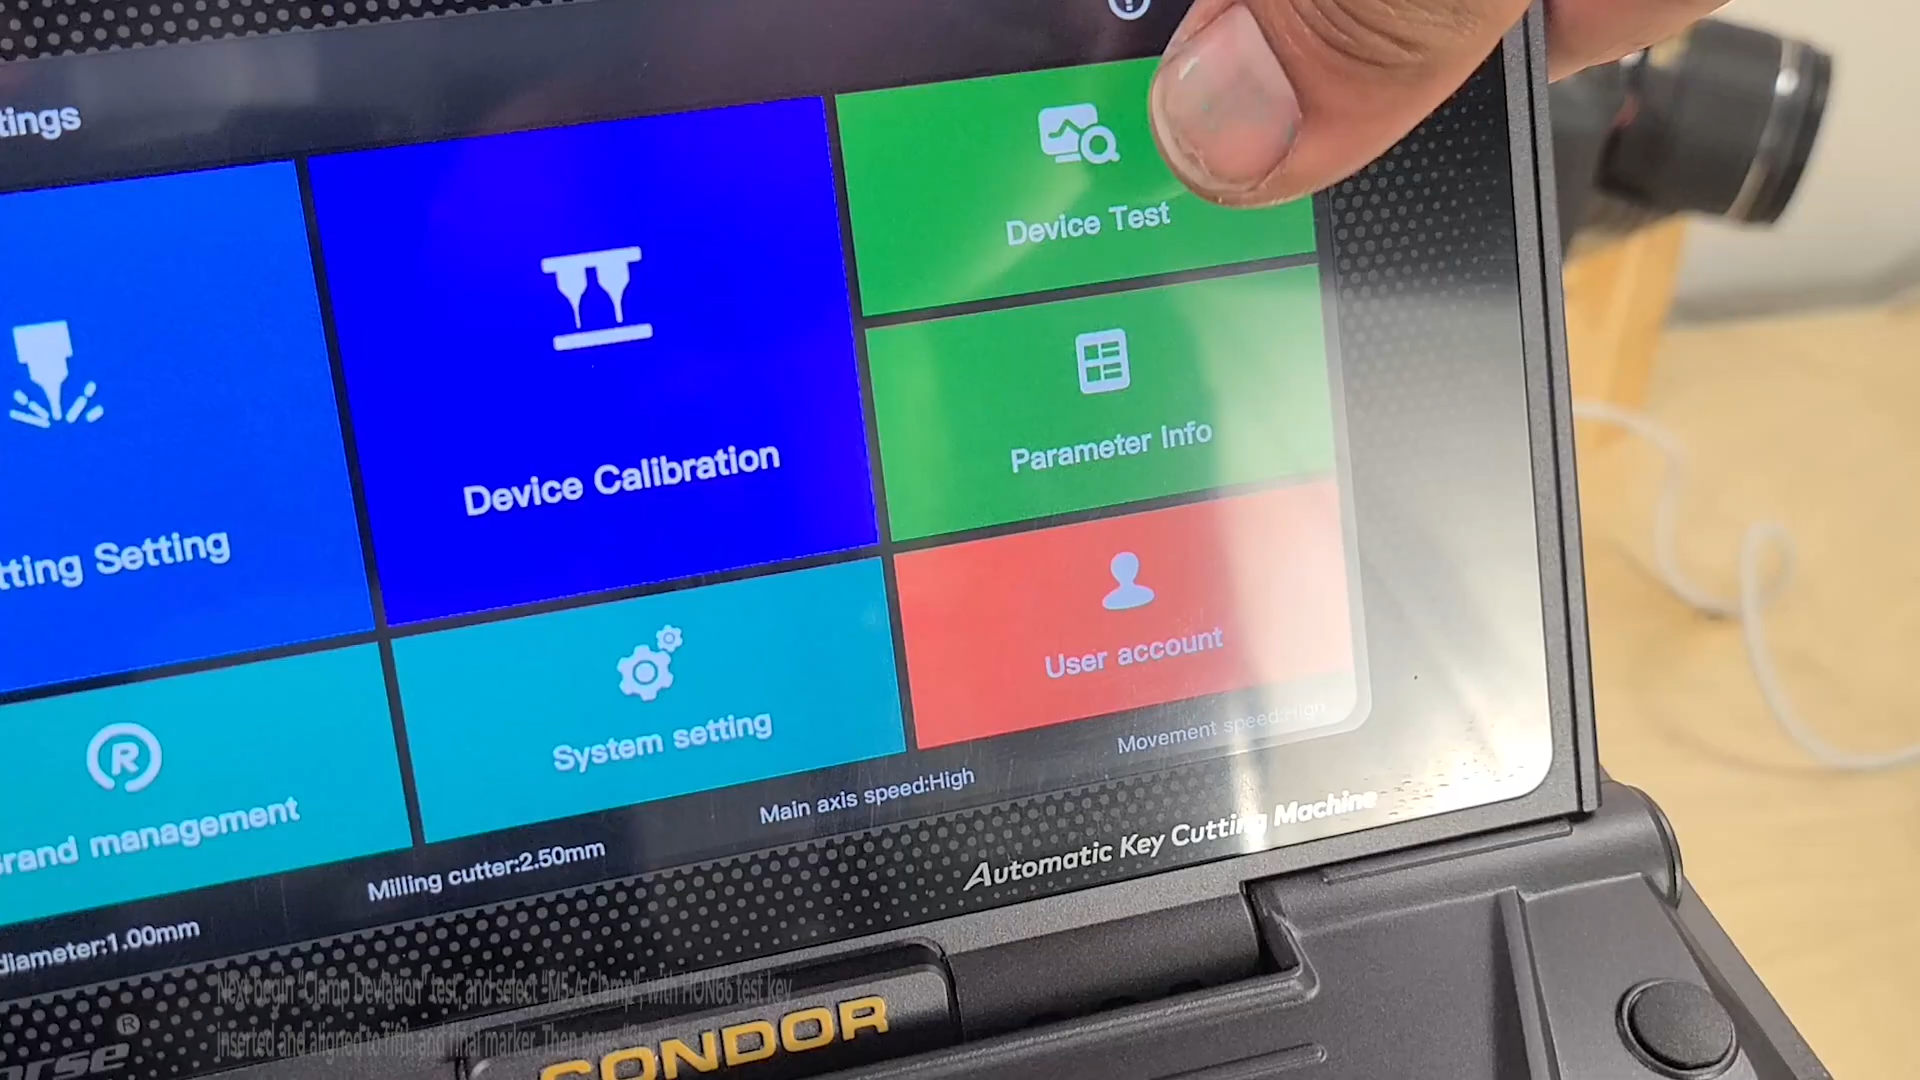 tings
Device Test
Parameter Info
Device Calibration
tting Setting
User account
System setting
rand management
Movement speed:High
Main axis speed:High
Milling cutter:2.50mm
diameter:1.00mm
Automatic Key Cutting Machine
Next begin "Clamp Deviation" test, and select "M5-A Clamp", with HON66 test key
inserted and aligned to fifth and final marker. Then press
®
orse
CONDOR